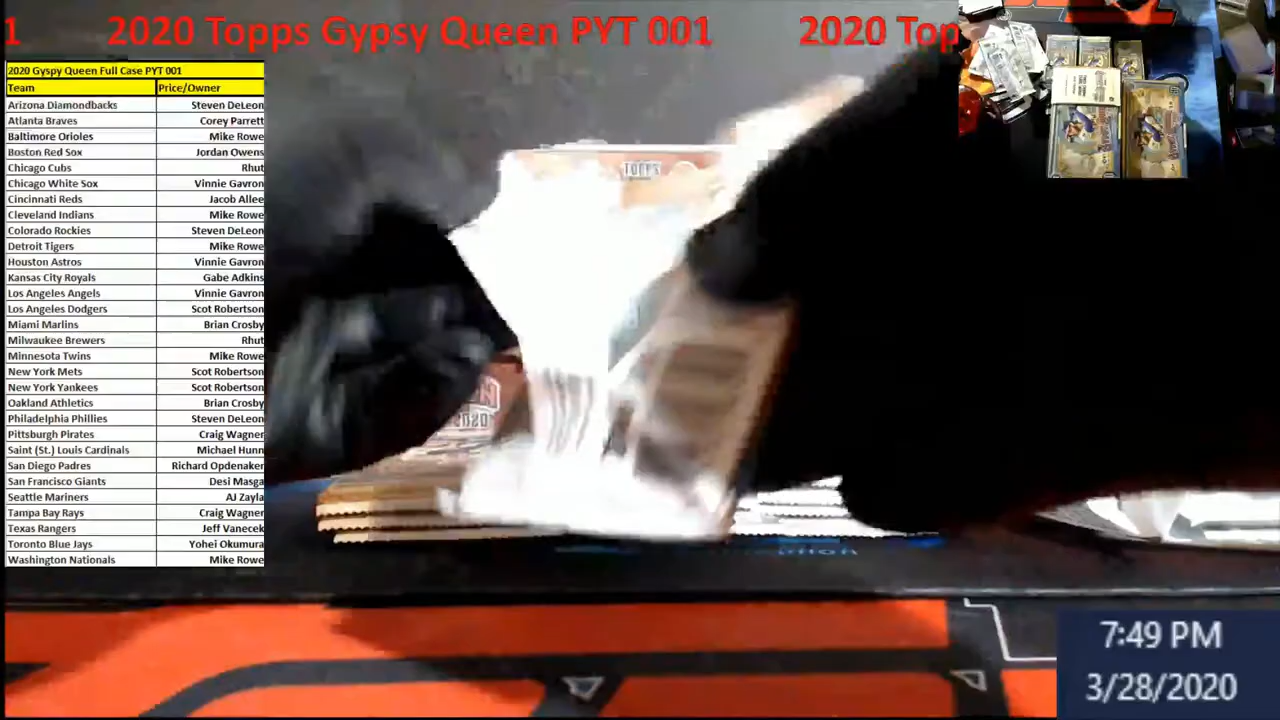 1 2020 Topps Gypsy Queen PYT 001 2020 Top
2020 Gyspy Queen Full Case PYT 001
Team Price/Owner
Arizona Diamondbacks Steven DeLeon
Atlanta Braves Corey Parrett
Baltimore Orioles Mike Rowe
Boston Red Sox Jordan Owens
Chicago Cubs Rhut
Chicago White Sox Vinnie Gavron
Cincinnati Reds Jacob Allee
Cleveland Indians Mike Rowe
Colorado Rockies Steven DeLeon
Detroit Tigers Mike Rowe
Houston Astros Vinnie Gavron
Kansas City Royals Gabe Adkins
Los Angeles Angels Vinnie Gavron
Los Angeles Dodgers Scot Robertson
Miami Marlins Brian Crosby
Milwaukee Brewers Rhut
Minnesota Twins Mike Rowe
New York Mets Scot Robertson
New York Yankees Scot Robertson
Oakland Athletics Brian Crosby
Philadelphia Phillies Steven DeLeon
Pittsburgh Pirates Craig Wagner
Saint (St.) Louis Cardinals Michael Hunn
San Diego Padres Richard Opdenaker
San Francisco Giants Desi Masga
Seattle Mariners AJ Zayla
Tampa Bay Rays Craig Wagner
Texas Rangers Jeff Vanecek
Toronto Blue Jays Yohei Okumura
Washington Nationals Mike Rowe
TOPPS
2020
7:49 PM
3/28/2020